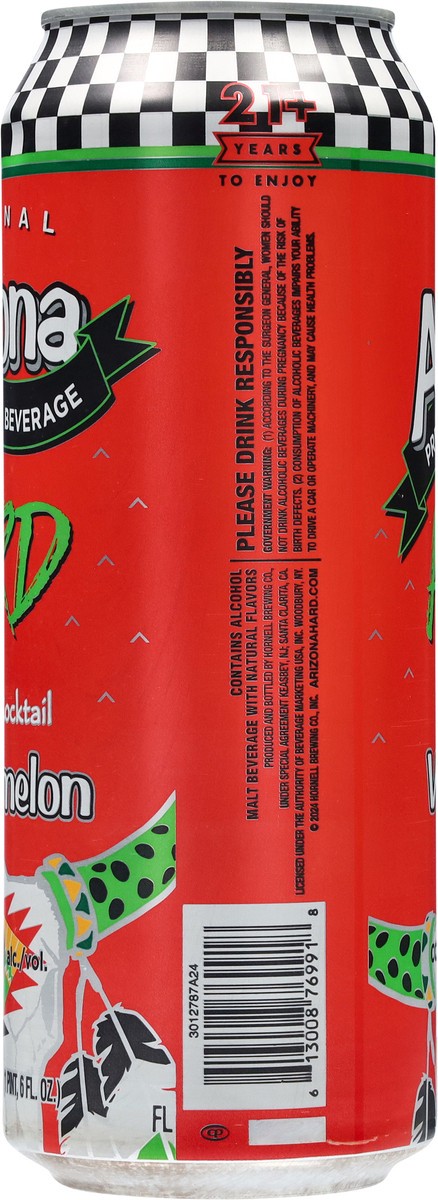 21+
YEARS
TO ENJOY
NAL
BEVERAGE
melon
alc./vol.
PINT, 6 FL. OZ.)
FL
PLEASE DRINK RESPONSIBLY
GOVERNMENT WARNING: (1) ACCORDING TO THE SURGEON GENERAL, WOMEN SHOULD
NOT DRINK ALCOHOLIC BEVERAGES DURING PREGNANCY BECAUSE OF THE RISK OF
BIRTH DEFECTS. (2) CONSUMPTION OF ALCOHOLIC BEVERAGES IMPAIRS YOUR ABILITY
TO DRIVE A CAR OR OPERATE MACHINERY, AND MAY CAUSE HEALTH PROBLEMS.
CONTAINS ALCOHOL
MALT BEVERAGE WITH NATURAL FLAVORS
PRODUCED AND BOTTLED BY HORNELL BREWING CO.,
UNDER SPECIAL AGREEMENT KEASBEY, NJ; SANTA CLARITA, CA.
LICENSED UNDER THE AUTHORITY OF BEVERAGE MARKETING USA, INC. WOODBURY, NY.
© 2024 HORNELL BREWING CO., INC. ARIZONAHARD.COM
3012787A24
6 13008 76991 8